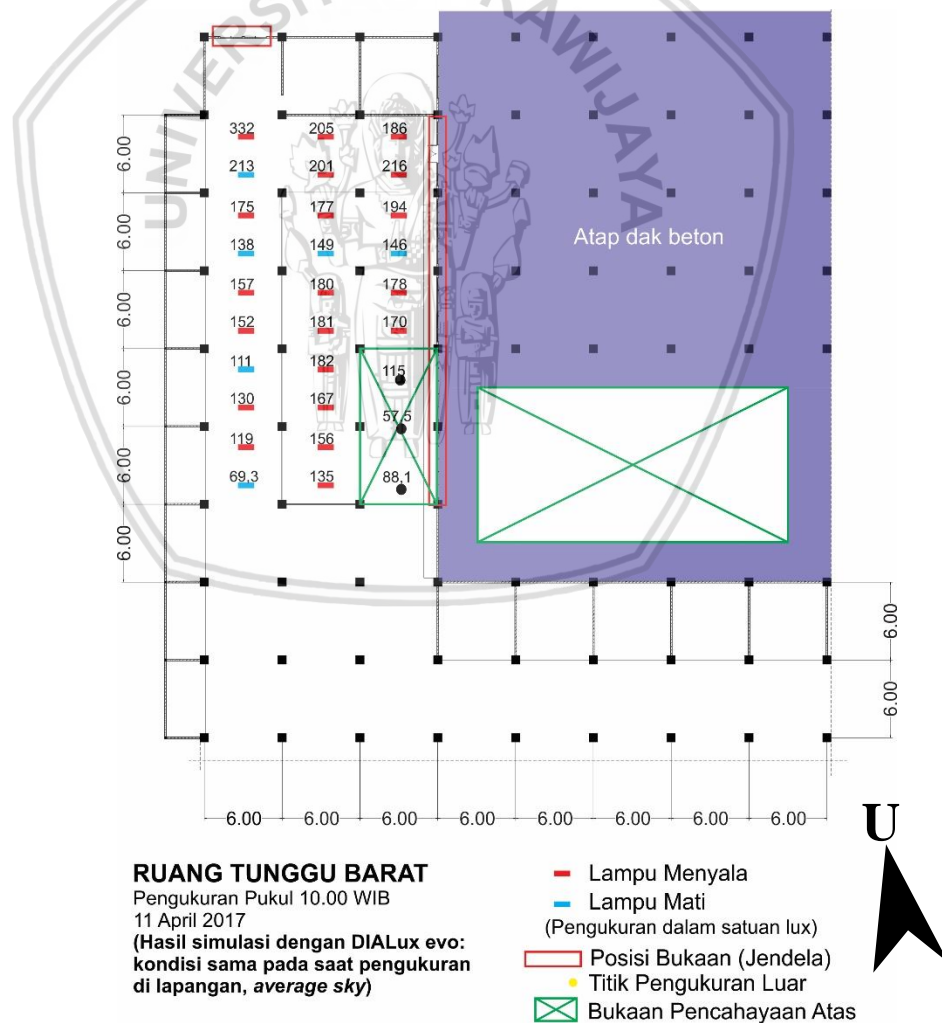 UNIVERSITAS BRAWIJAYA
332 205 186
213 201 216
175 177 194
138 149 146
157 180 178
152 181 170
111 182 115
130 167 57,5
119 156
69,3 135 88,1
6.00
6.00
6.00
6.00
6.00
6.00
Atap dak beton
6.00
6.00
6.00 6.00 6.00 6.00 6.00 6.00 6.00 6.00
U
RUANG TUNGGU BARAT
Pengukuran Pukul 10.00 WIB
11 April 2017
(Hasil simulasi dengan DIALux evo:
kondisi sama pada saat pengukuran
di lapangan, average sky)
Lampu Menyala
Lampu Mati
(Pengukuran dalam satuan lux)
Posisi Bukaan (Jendela)
Titik Pengukuran Luar
Bukaan Pencahayaan Atas